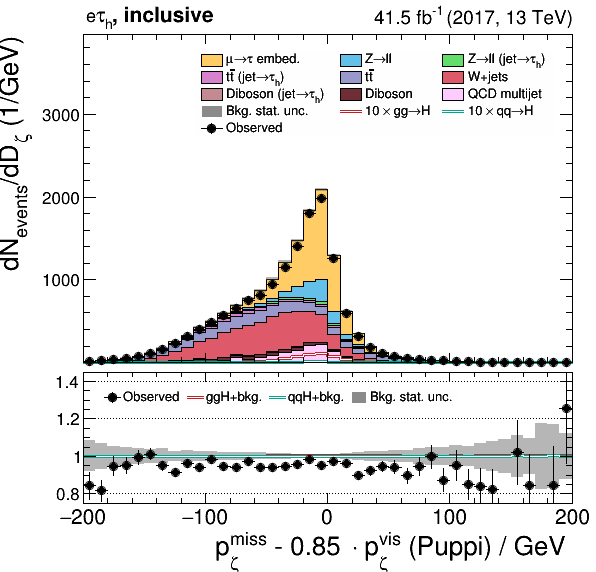 eτh, inclusive 41.5 fb⁻¹ (2017, 13 TeV)
dNevents/dDζ (1/GeV)
μ→τ embed. Z→ll Z→ll (jet→τh)
tt̄ (jet→τh) tt̄ W+jets
Diboson (jet→τh) Diboson QCD multijet
Bkg. stat. unc. 10 × gg→H 10 × qq→H
Observed
3000
2000
1000
1.4
Observed ggH+bkg. qqH+bkg. Bkg. stat. unc.
1.2
1
0.8
−200 −100 0 100 200
pζmiss - 0.85 · pζvis (Puppi) / GeV